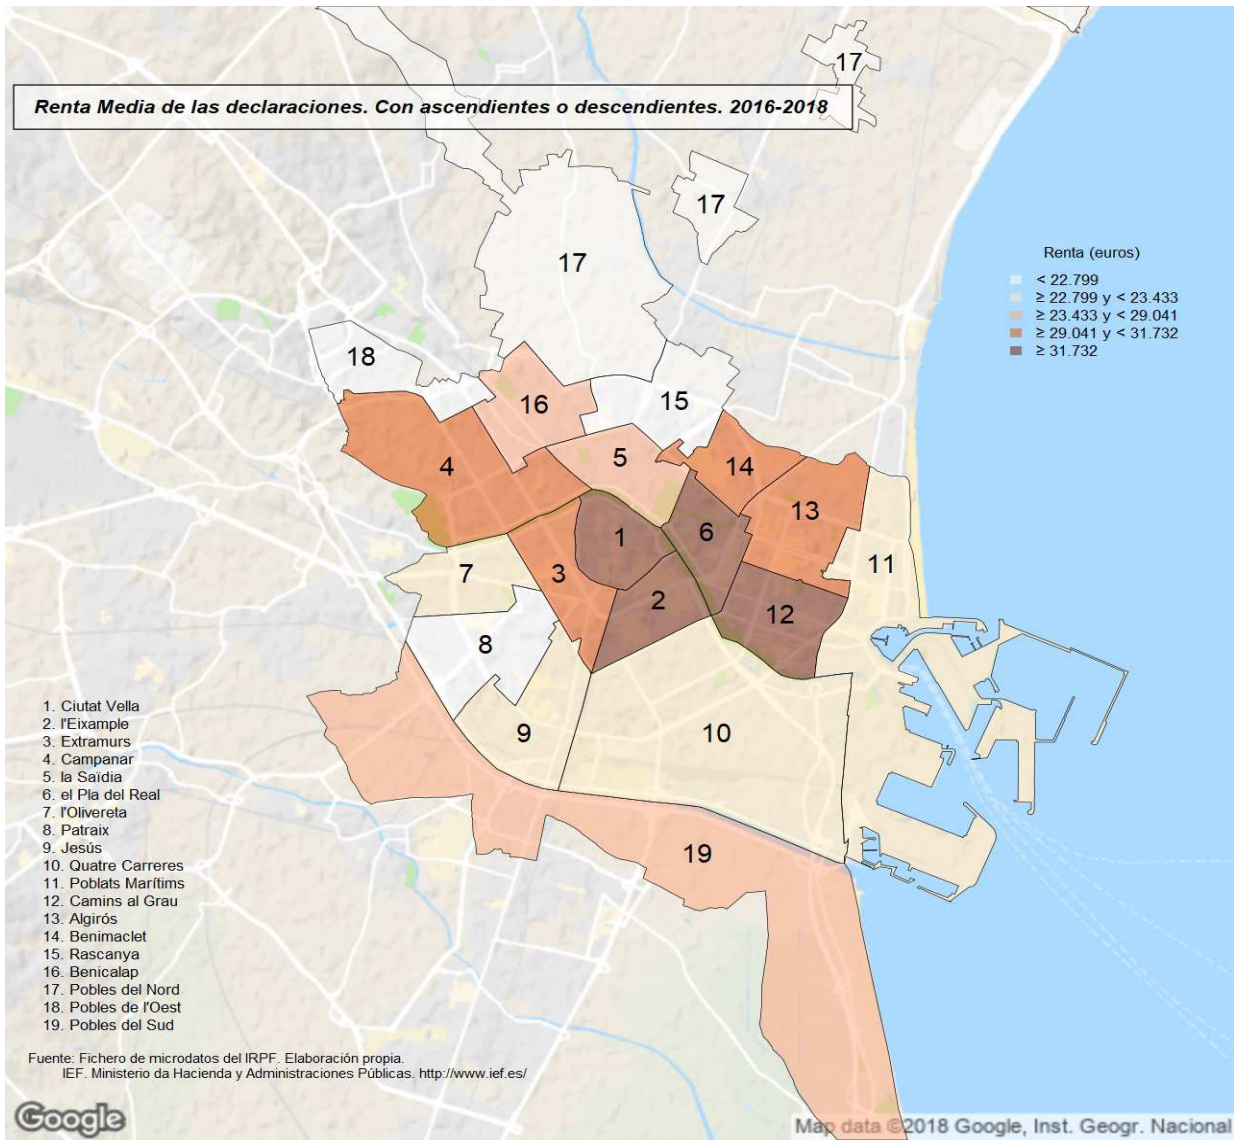 17
Renta Media de las declaraciones. Con ascendientes o descendientes. 2016-2018
17
17
Renta (euros)
< 22.799
≥ 22.799 y < 23.433
≥ 23.433 y < 29.041
≥ 29.041 y < 31.732
≥ 31.732
18
16
15
4
5
14
13
6
1
11
7
3
2
12
8
9
10
19
1. Ciutat Vella
2. l'Eixample
3. Extramurs
4. Campanar
5. la Saïdia
6. el Pla del Real
7. l'Olivereta
8. Patraix
9. Jesús
10. Quatre Carreres
11. Poblats Marítims
12. Camins al Grau
13. Algirós
14. Benimaclet
15. Rascanya
16. Benicalap
17. Pobles del Nord
18. Pobles de l'Oest
19. Pobles del Sud
Fuente: Fichero de microdatos del IRPF. Elaboración propia.
IEF. Ministerio da Hacienda y Administraciones Públicas. http://www.ief.es/
Google
Map data ©2018 Google, Inst. Geogr. Nacional